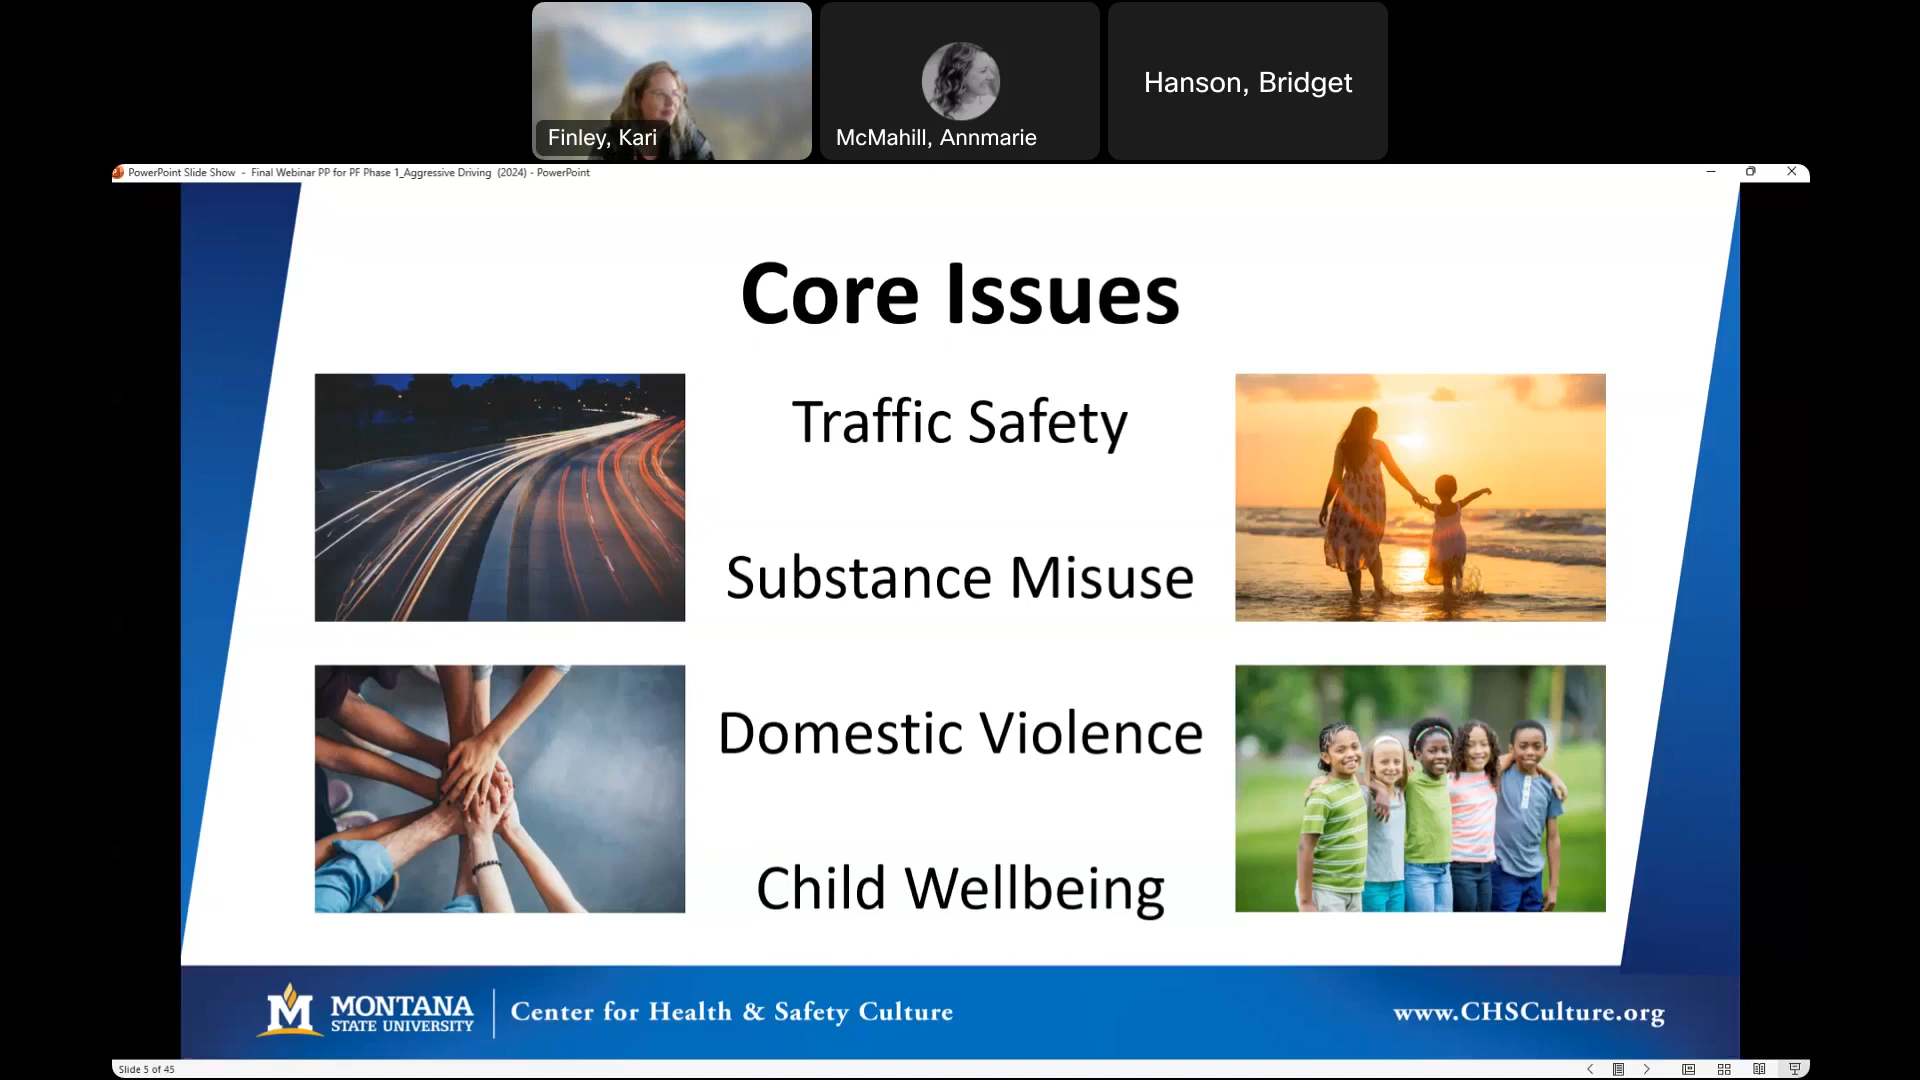 Finley, Kari
McMahill, Annmarie
Hanson, Bridget
PowerPoint Slide Show - Final Webinar PP for PF Phase 1_Aggressive Driving (2024) - PowerPoint
Core Issues
Traffic Safety
Substance Misuse
Domestic Violence
Child Wellbeing
M
MONTANA
STATE UNIVERSITY
Center for Health & Safety Culture
www.CHSCulture.org
Slide 5 of 45